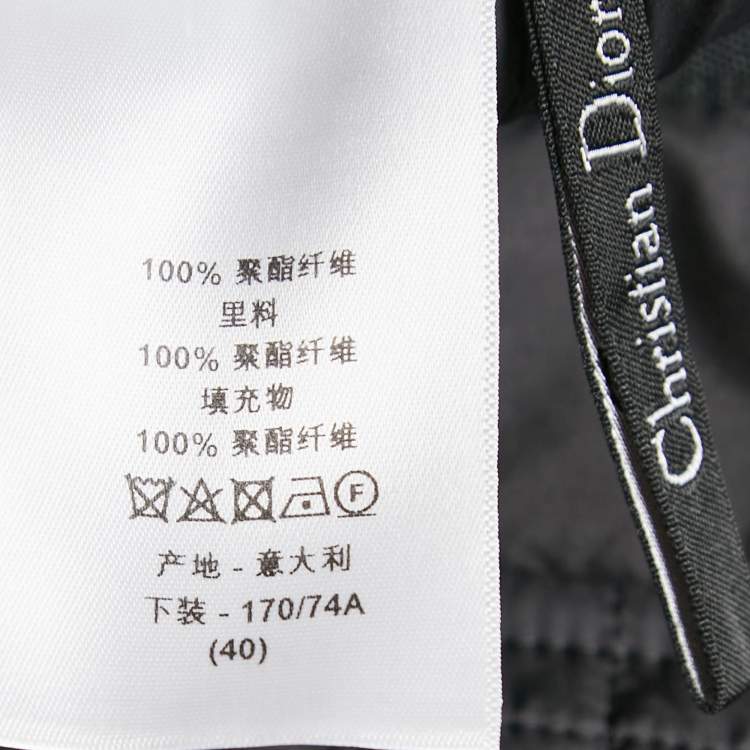 100% 聚酯纤维
里料
100% 聚酯纤维
填充物
100% 聚酯纤维
F
产地 - 意大利
下装 - 170/74A
(40)
Christian Dior